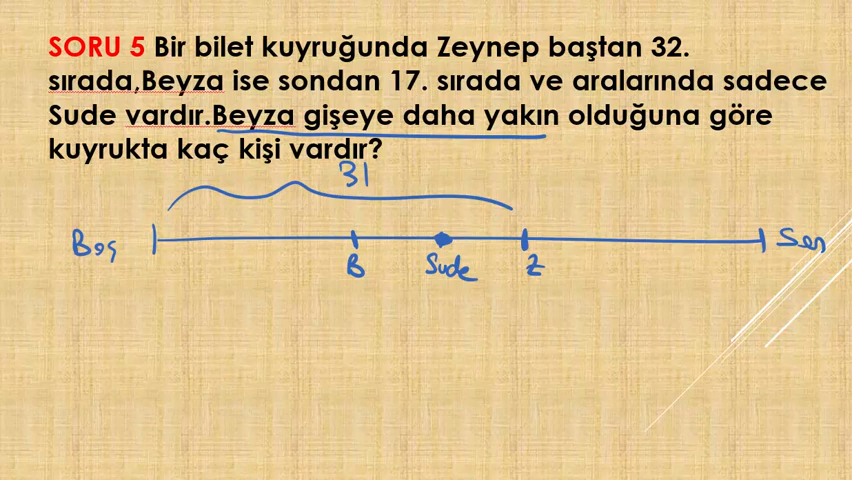 SORU 5 Bir bilet kuyruğunda Zeynep baştan 32.
sırada,Beyza ise sondan 17. sırada ve aralarında sadece
Sude vardır.Beyza gişeye daha yakın olduğuna göre
kuyrukta kaç kişi vardır?
31
Baş Son
B Sude Z